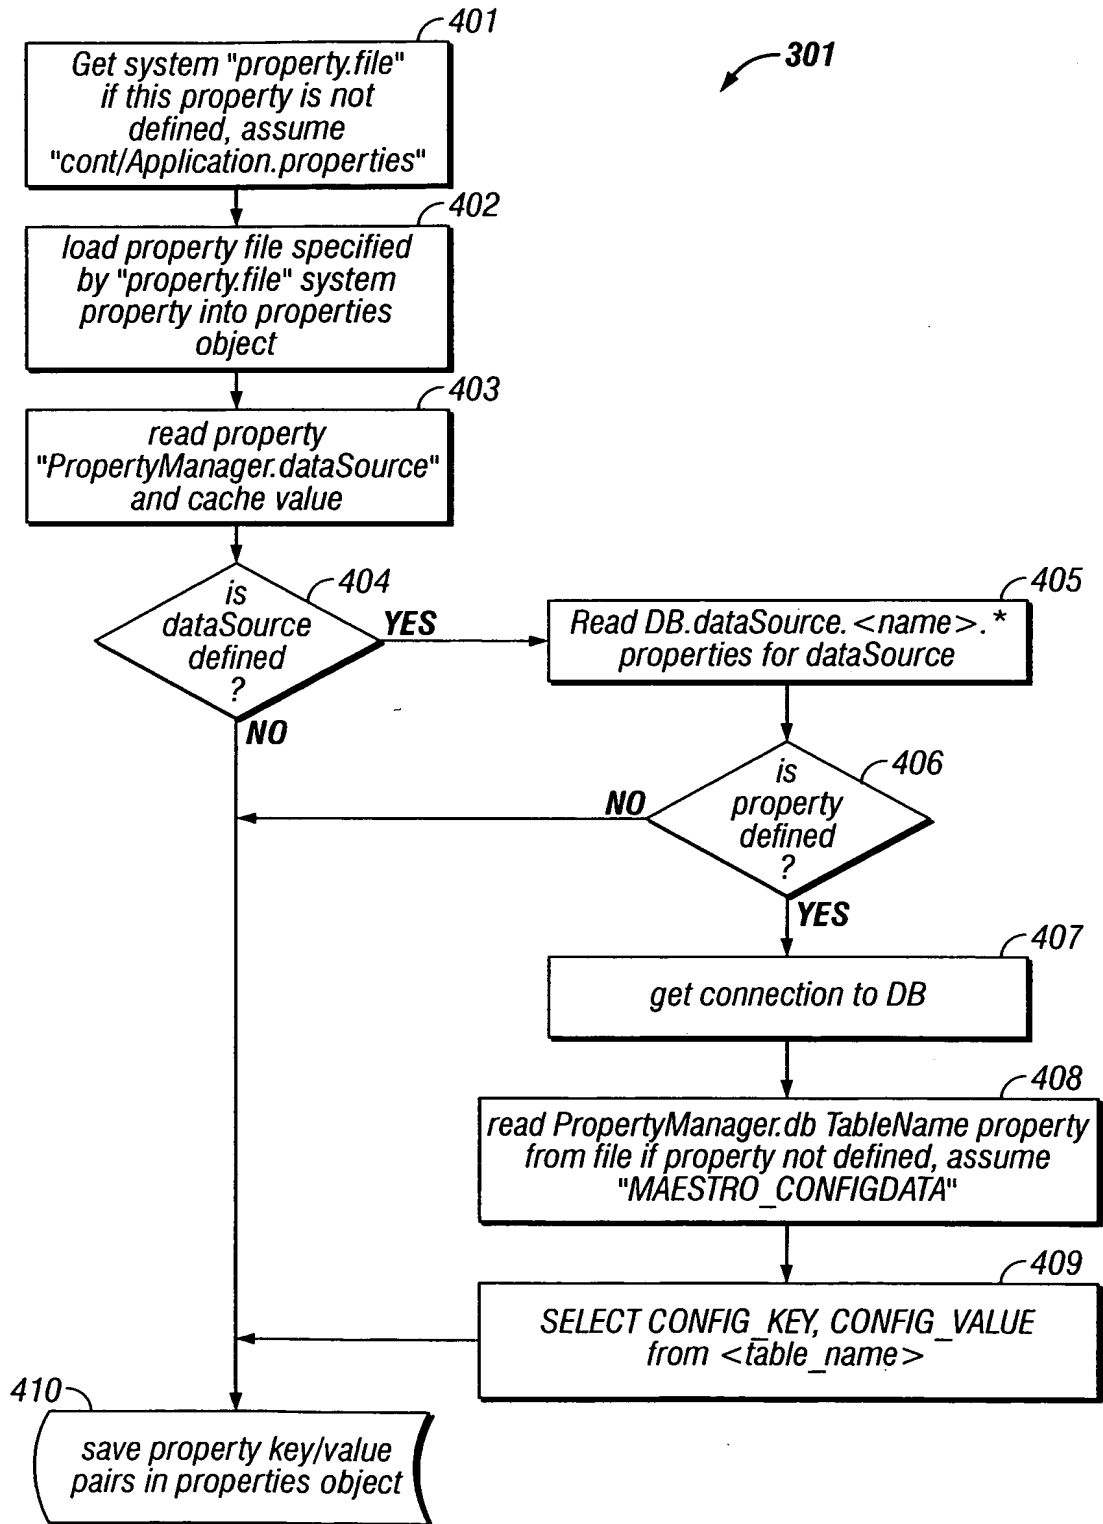 401
301
Get system "property.file"
if this property is not
defined, assume
"cont/Application.properties"
402
load property file specified
by "property.file" system
property into properties
object
403
read property
"PropertyManager.dataSource"
and cache value
404
is
dataSource
defined
?
YES
NO
405
Read DB.dataSource. <name>. *
properties for dataSource
406
is
property
defined
?
NO
YES
407
get connection to DB
408
read PropertyManager.db TableName property
from file if property not defined, assume
"MAESTRO_CONFIGDATA"
409
SELECT CONFIG_KEY, CONFIG_VALUE
from <table_name>
410
save property key/value
pairs in properties object